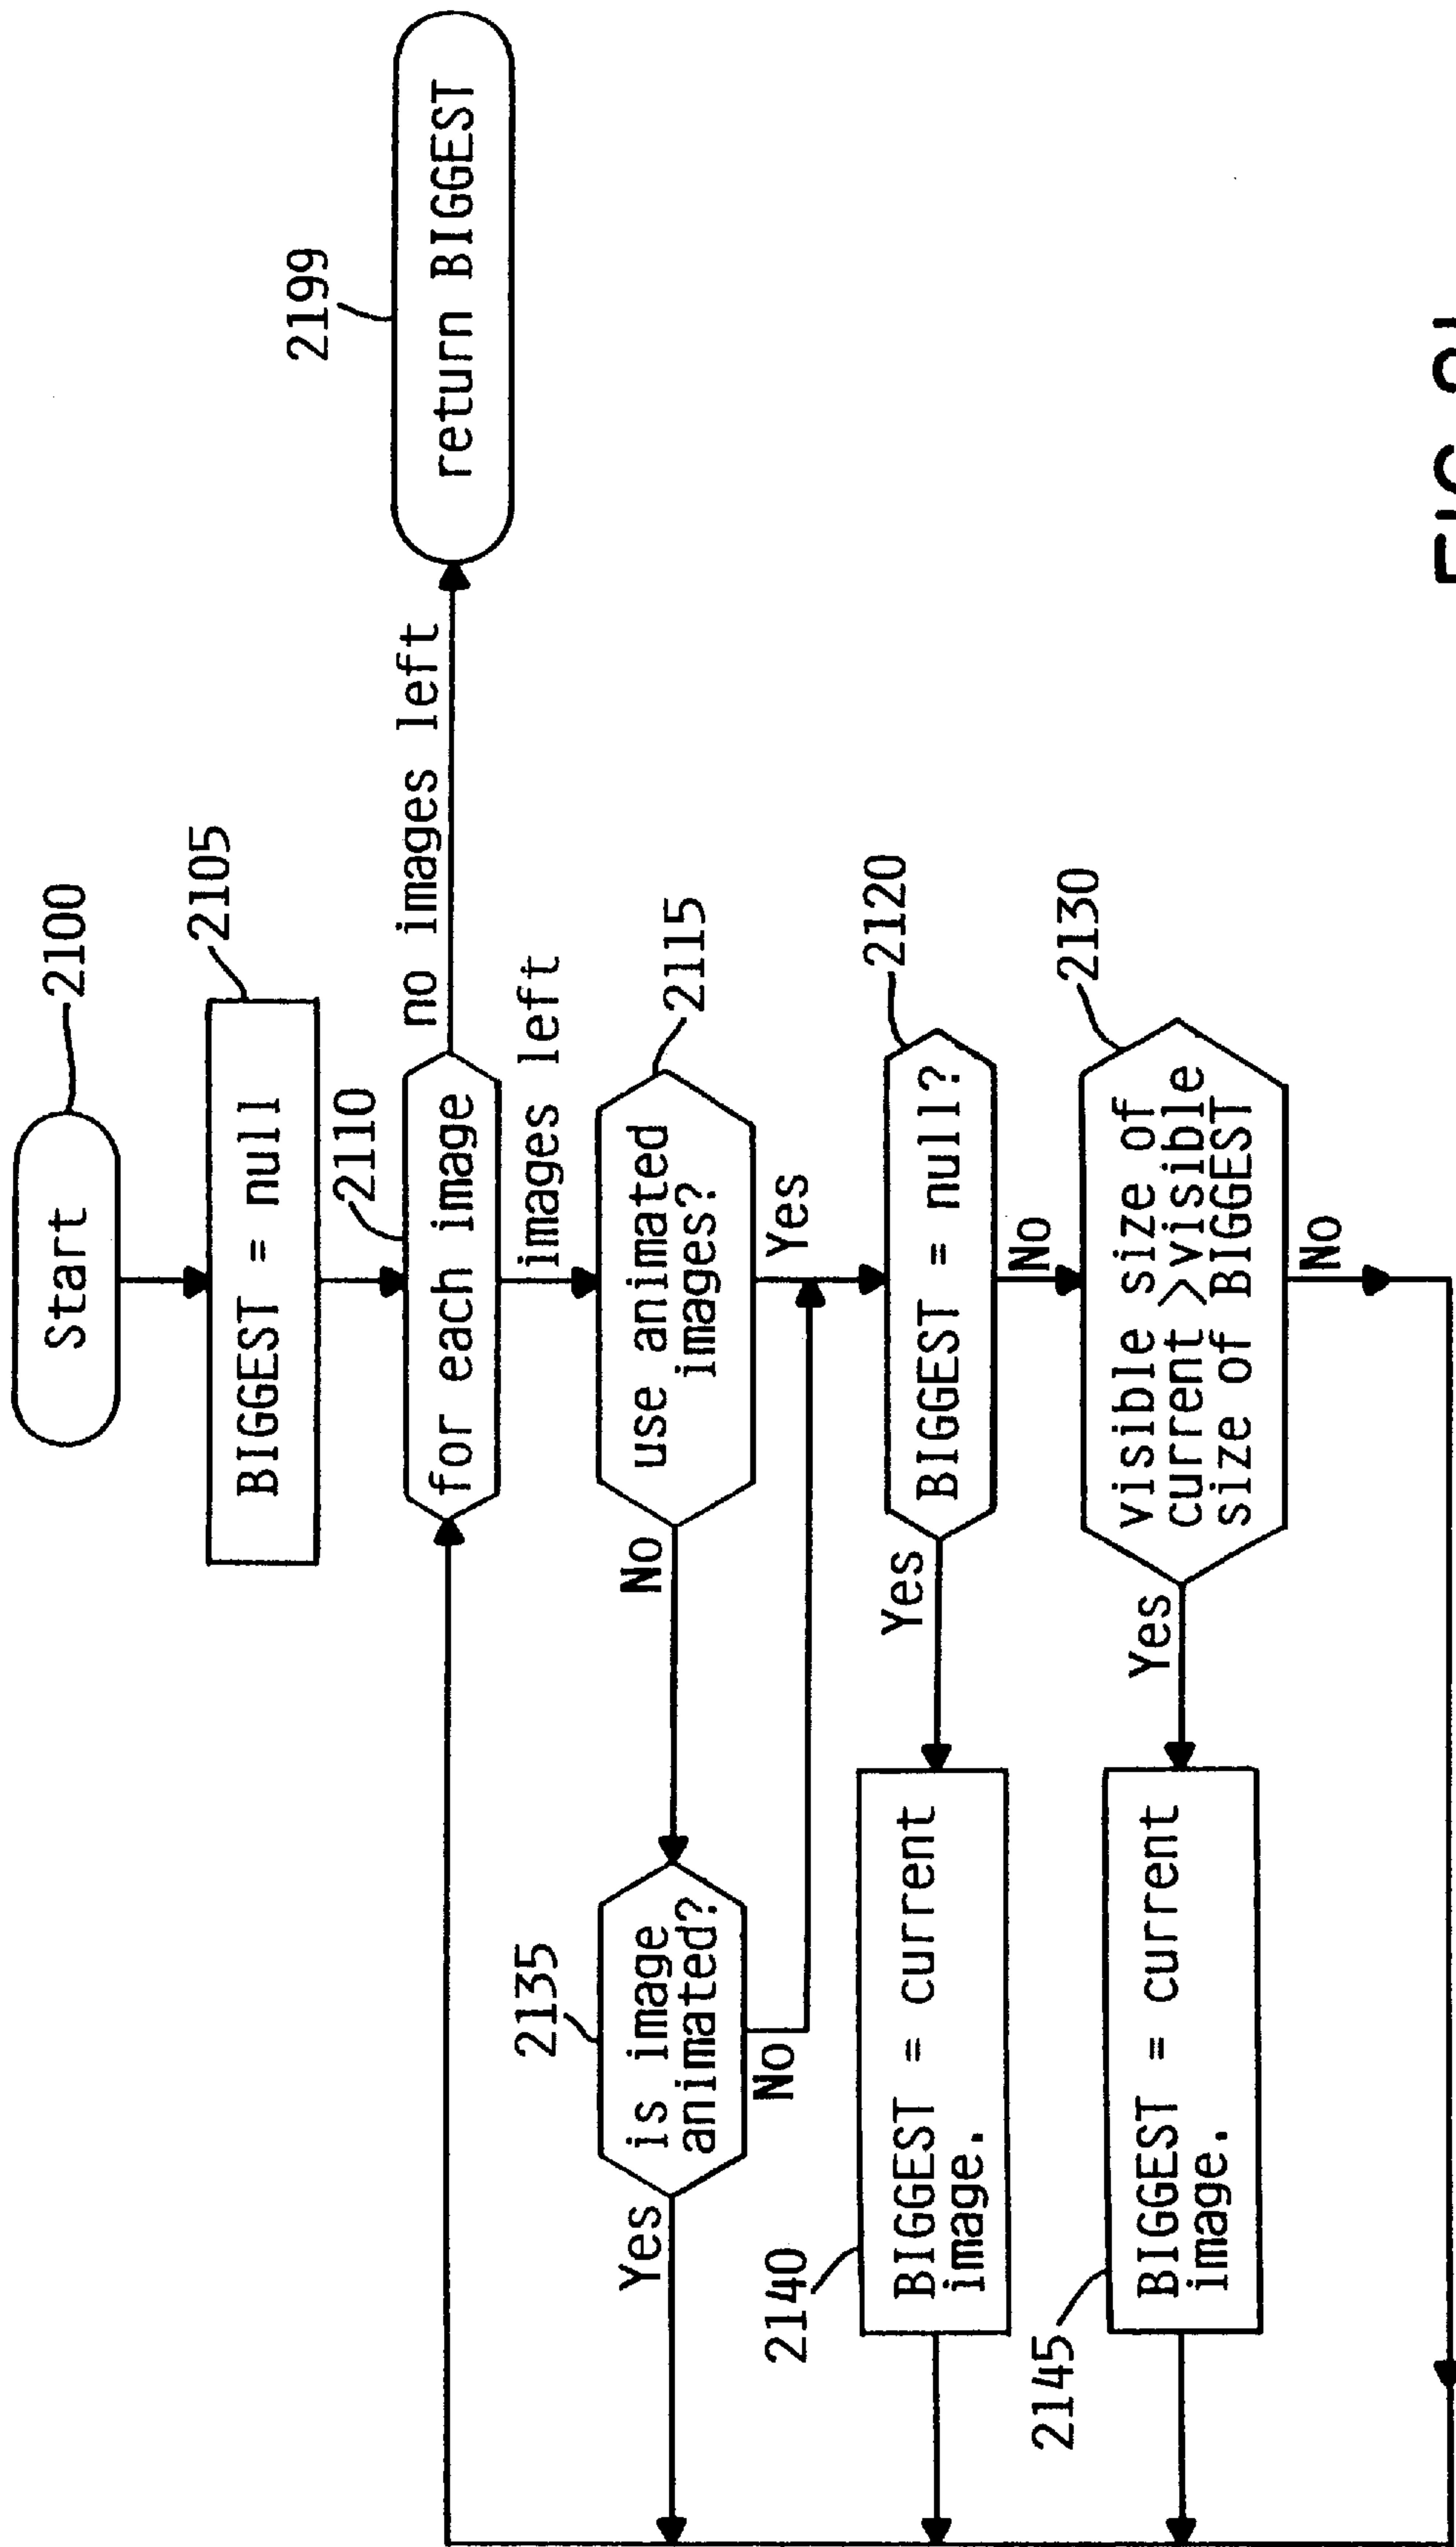 Start
2100
2105
BIGGEST = null
2110
for each image
no images left
2199
return BIGGEST
images left
2115
use animated
images?
No
Yes
2135
is image
animated?
Yes
No
2120
BIGGEST = null?
Yes
No
2140
BIGGEST = current
image.
2130
visible size of
current >visible
size of BIGGEST
Yes
No
2145
BIGGEST = current
image.